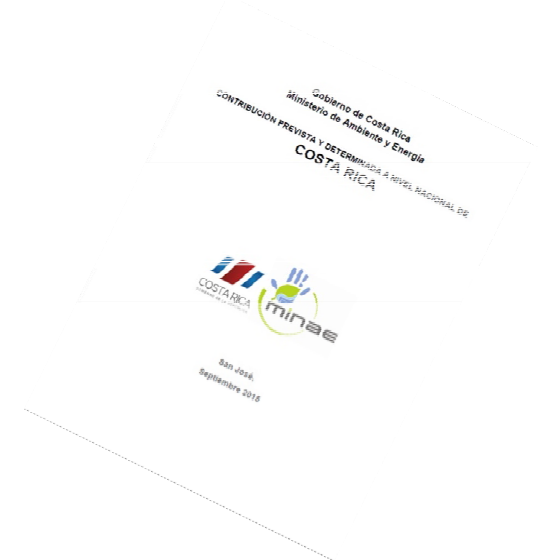 Gobierno de Costa Rica
Ministerio de Ambiente y Energía
CONTRIBUCIÓN PREVISTA Y DETERMINADA A NIVEL NACIONAL DE
COSTA RICA
COSTA RICA
minae
San José,
Septiembre 2015